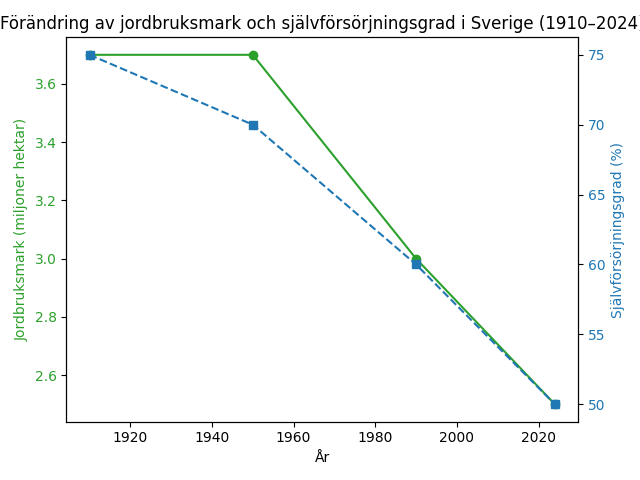 Förändring av jordbruksmark och självförsörjningsgrad i Sverige (1910–2024
Jordbruksmark (miljoner hektar)
3.6
3.4
3.2
3.0
2.8
2.6
75
70
65
60
55
50
Självförsörjningsgrad (%)
1920 1940 1960 1980 2000 2020
År